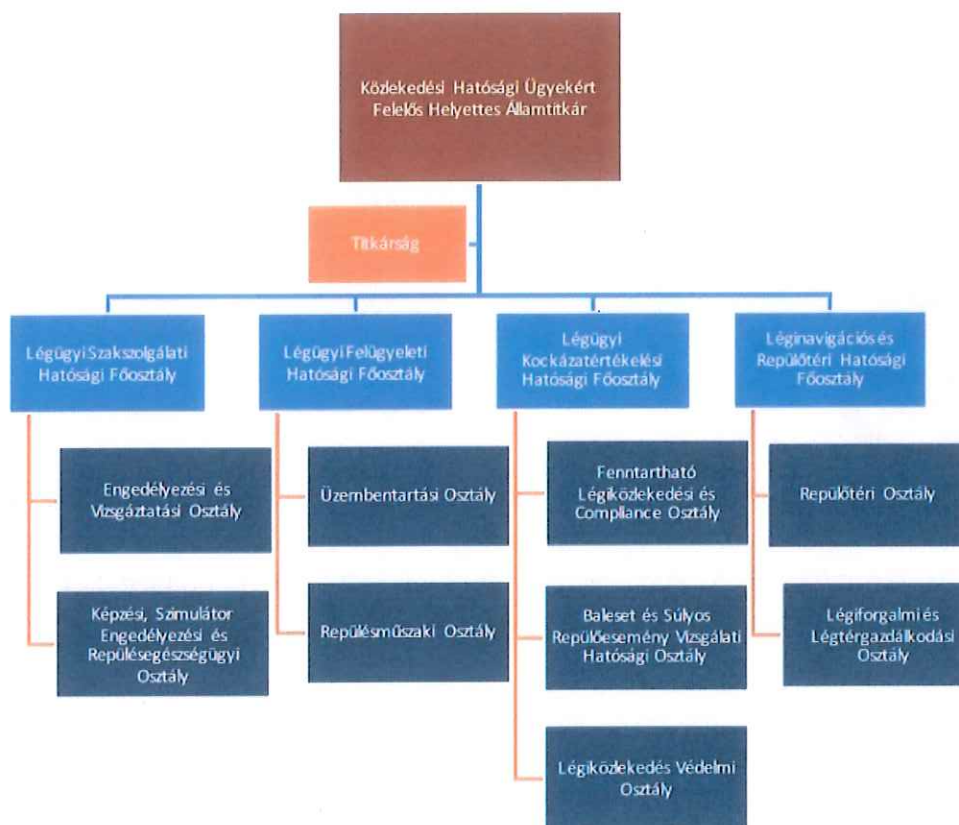 Közlekedési Hatósági Ügyekért
Felelős Helyettes Államtitkár
Titkárság
Légügyi Szakszolgálati
Hatósági Főosztály
Légügyi Felügyeleti
Hatósági Főosztály
Légügyi
Kockázatértékelési
Hatósági Főosztály
Léginavigációs és
Repülőtéri Hatósági
Főosztály
Engedélyezési és
Vizsgáztatási Osztály
Üzembentartási Osztály
Fenntartható
Légiközlekedési és
Compliance Osztály
Repülőtéri Osztály
Képzési, Szimulátor
Engedélyezési és
Repülésegészségügyi
Osztály
Repülésműszaki Osztály
Baleset és Súlyos
Repülőesemény Vizsgálati
Hatósági Osztály
Légiforgalmi és
Légtérgazdálkodási
Osztály
Légiközlekedés Védelmi
Osztály